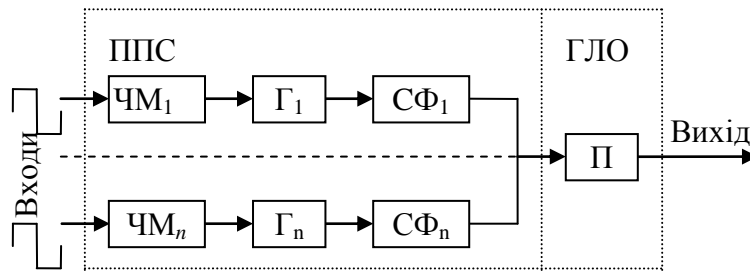 ППС
ГЛО
ЧМ₁
Г₁
СФ₁
Входи
П
Вихід
ЧМₙ
Гₙ
СФₙ